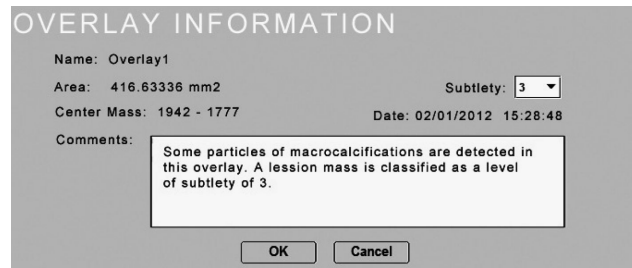 OVERLAY INFORMATION
Name: Overlay1
Area: 416.63336 mm2
Subtlety: 3
Center Mass: 1942 - 1777
Date: 02/01/2012 15:28:48
Comments:
Some particles of macrocalcifications are detected in
this overlay. A lession mass is classified as a level
of subtlety of 3.
OK Cancel